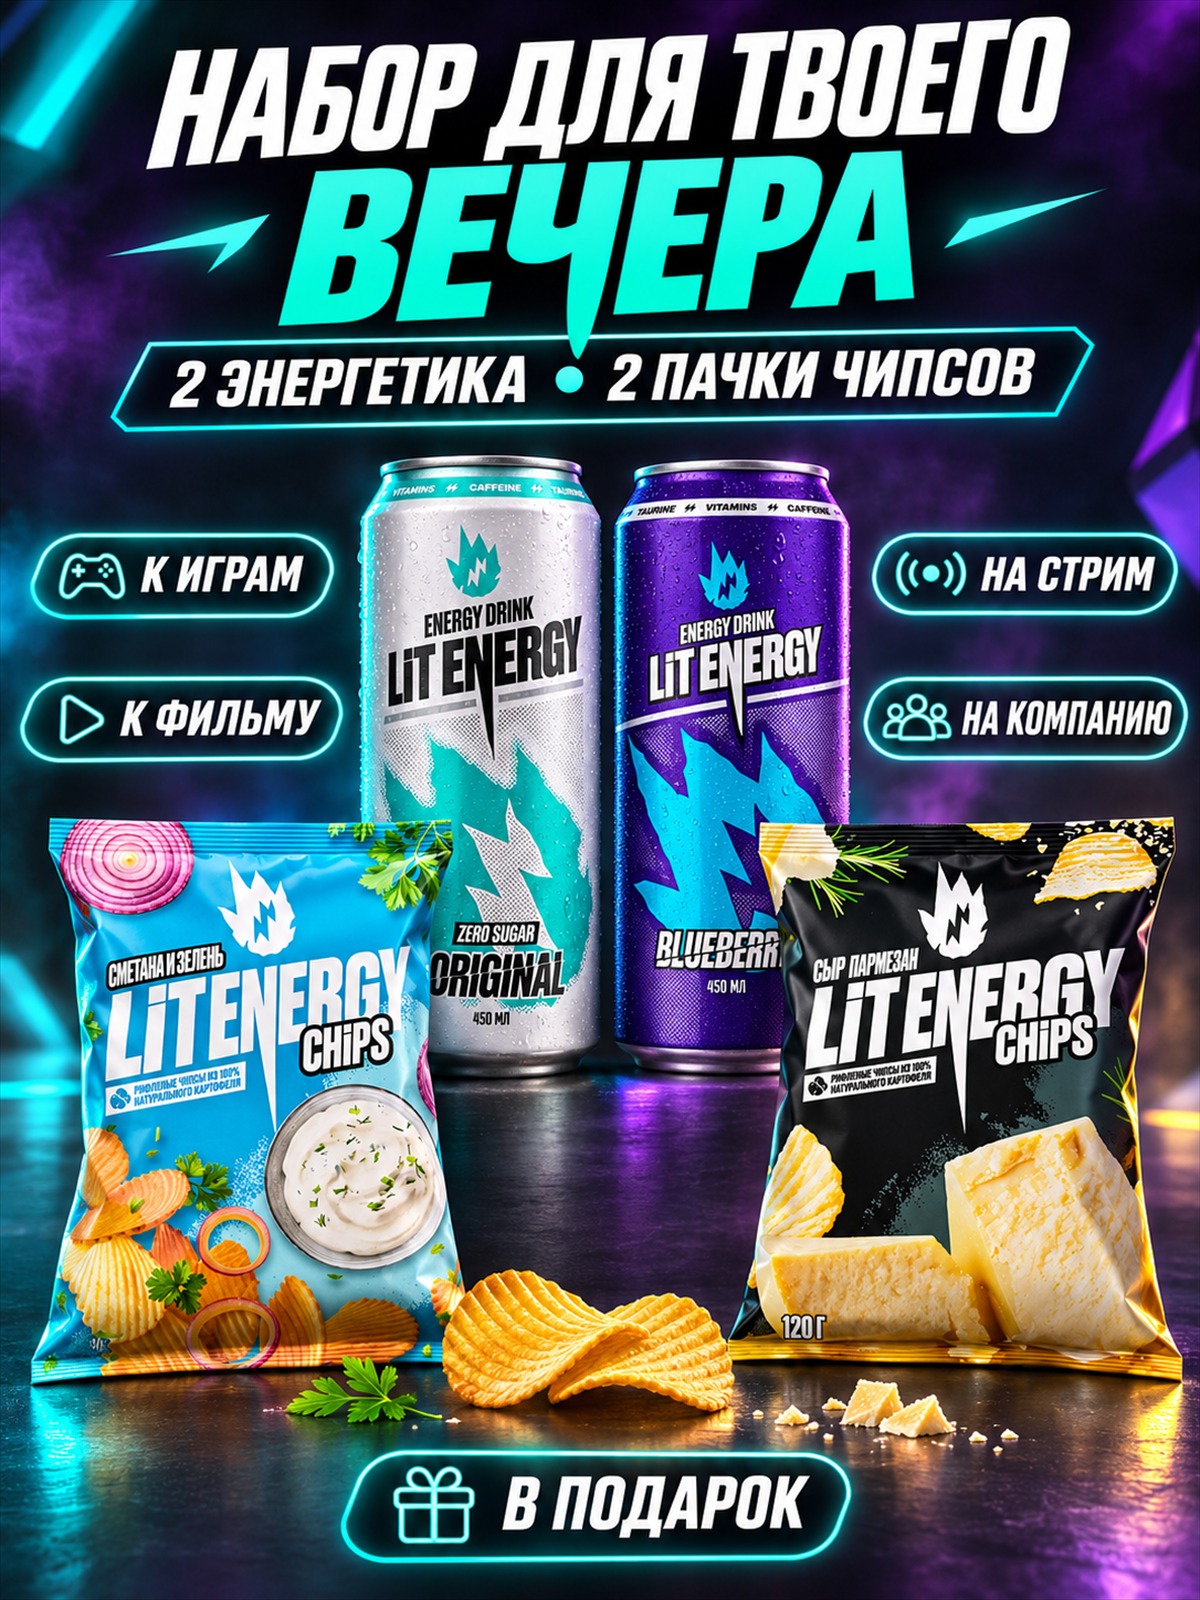 НАБОР ДЛЯ ТВОЕГО
ВЕЧЕРА
2 ЭНЕРГЕТИКА • 2 ПАЧКИ ЧИПСОВ
VITAMINS CAFFEINE TAURINE
TAURINE VITAMINS CAFFEINE
К ИГРАМ
НА СТРИМ
К ФИЛЬМУ
НА КОМПАНИЮ
ENERGY DRINK
LIT ENERGY
ZERO SUGAR
ORIGINAL
450 МЛ
ENERGY DRINK
LIT ENERGY
BLUEBERR
450 МЛ
СМЕТАНА И ЗЕЛЕНЬ
LIT ENERGY
CHIPS
РИФЛЕНЫЕ ЧИПСЫ ИЗ 100%
НАТУРАЛЬНОГО КАРТОФЕЛЯ
СЫР ПАРМЕЗАН
LIT ENERGY
CHIPS
РИФЛЕНЫЕ ЧИПСЫ ИЗ 100%
НАТУРАЛЬНОГО КАРТОФЕЛЯ
120 Г
В ПОДАРОК